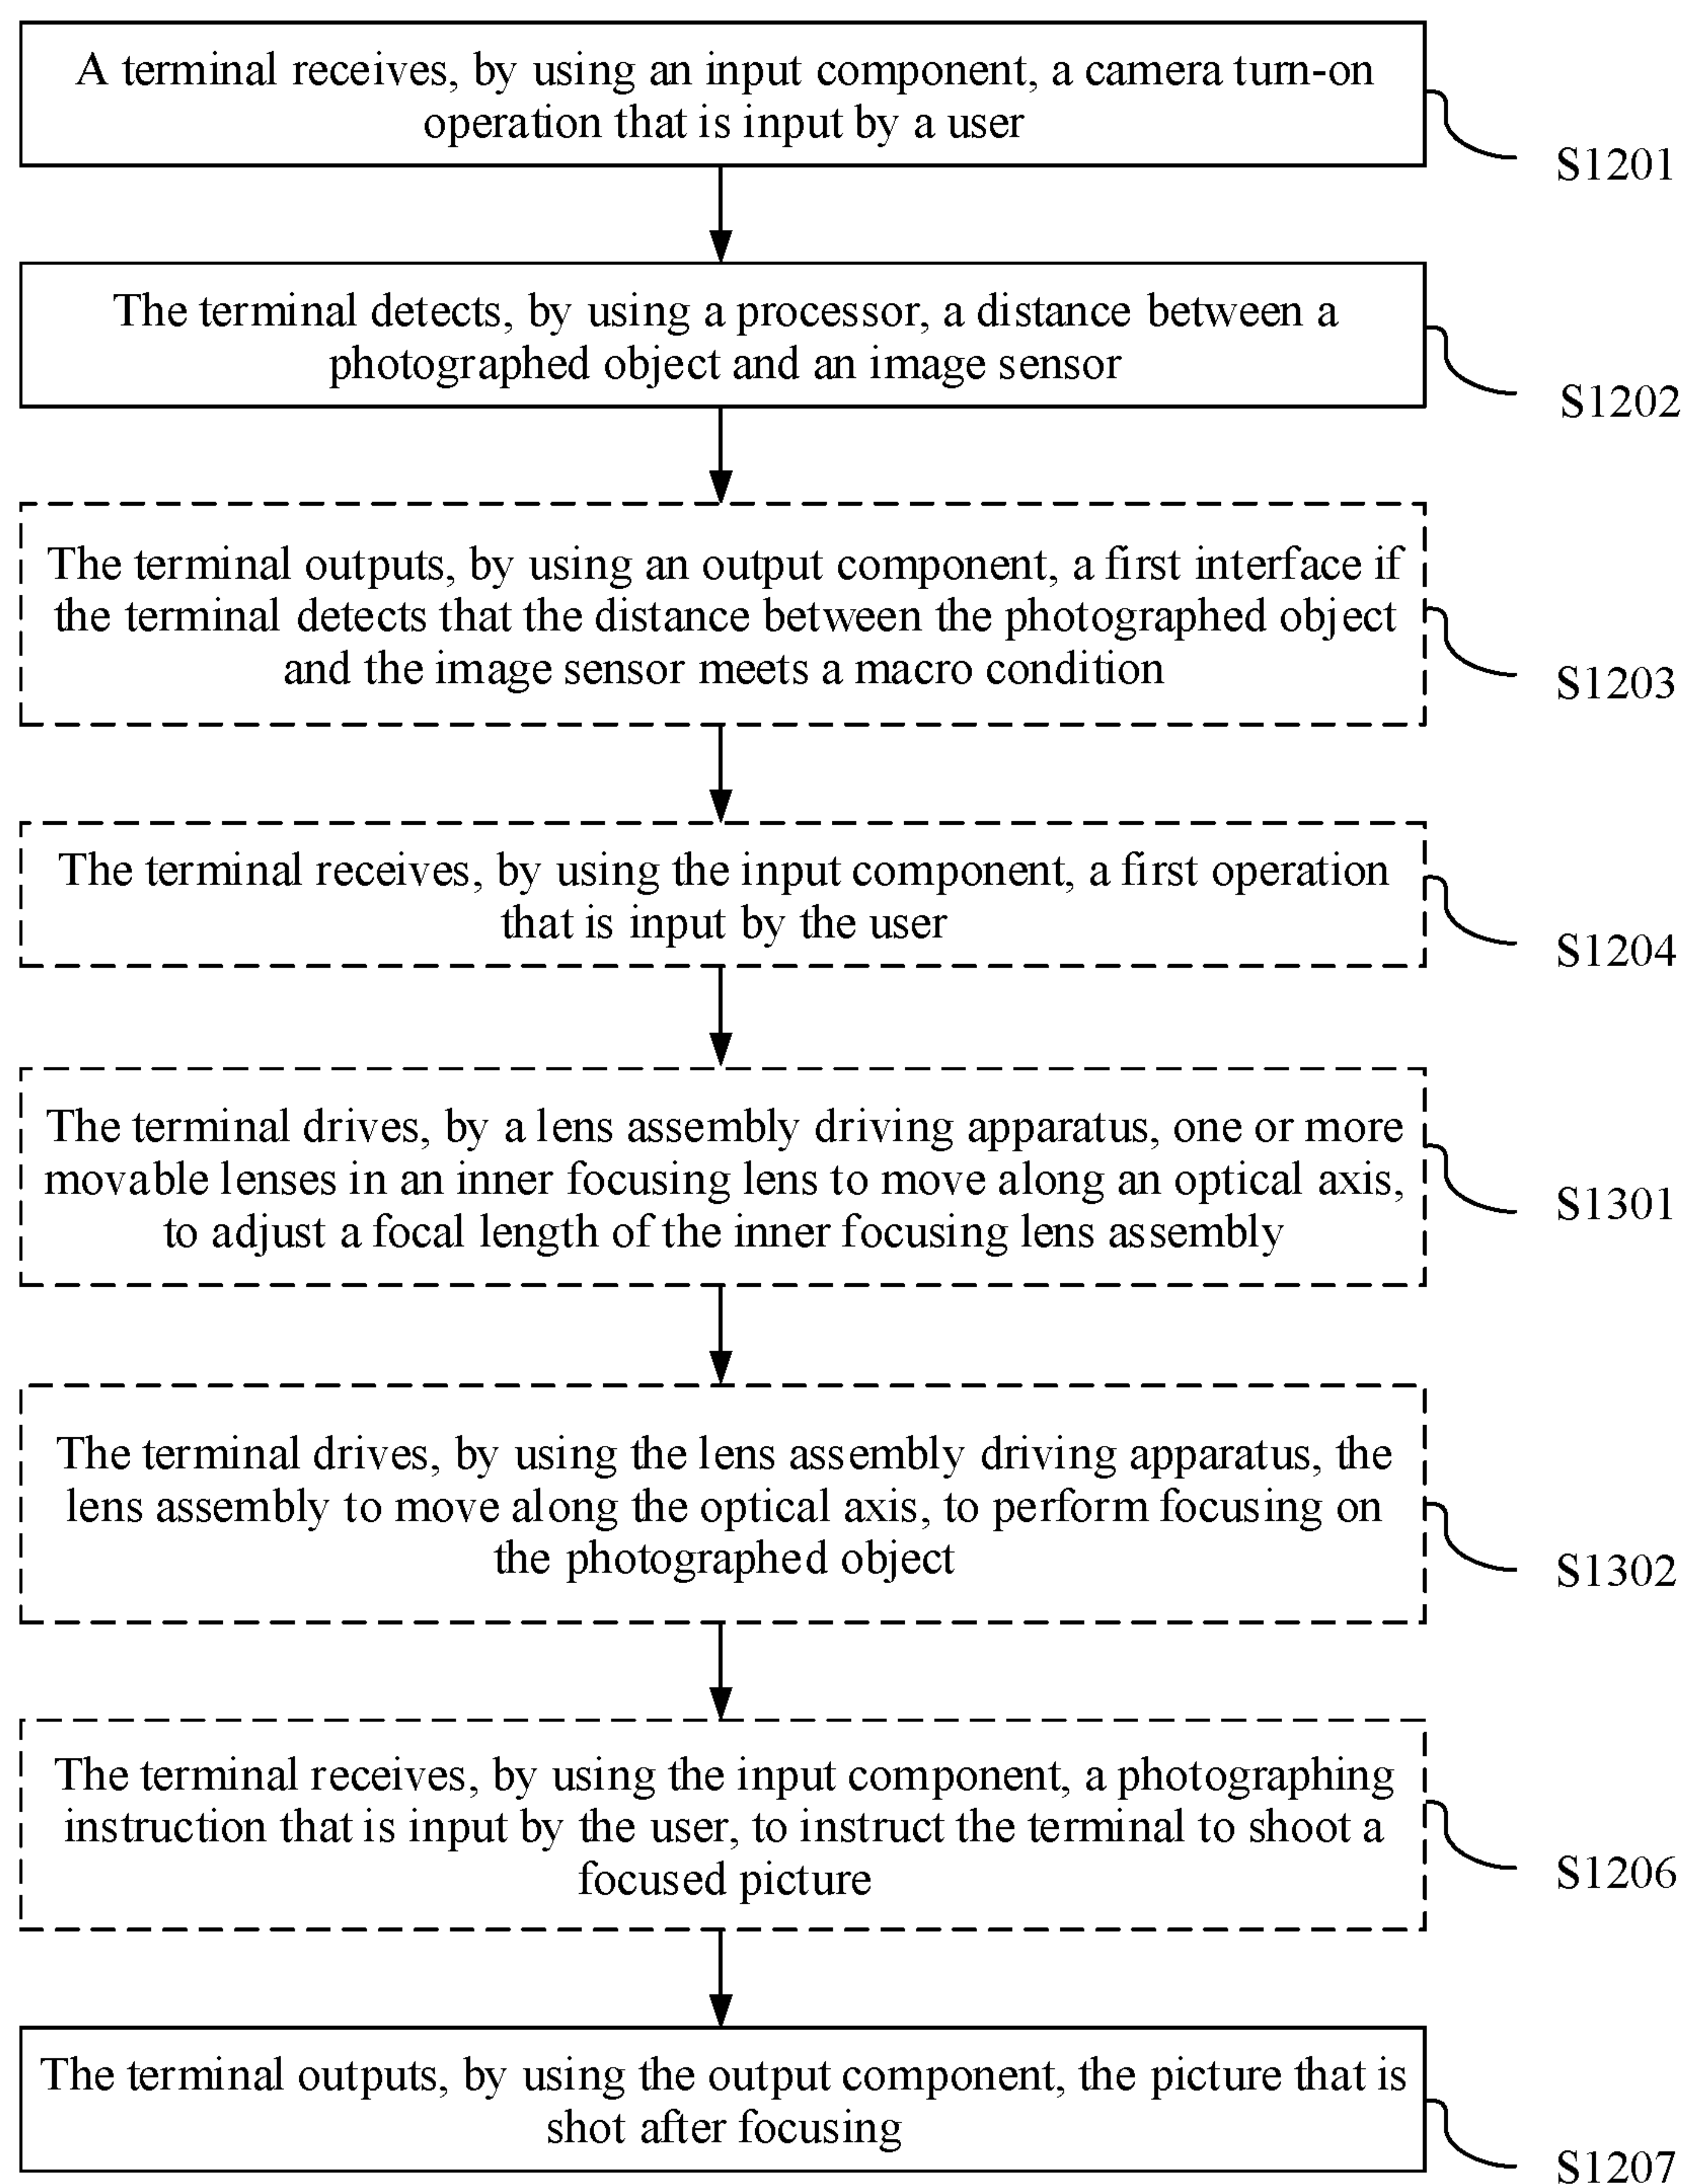 A terminal receives, by using an input component, a camera turn-on
operation that is input by a user
S1201
The terminal detects, by using a processor, a distance between a
photographed object and an image sensor
S1202
The terminal outputs, by using an output component, a first interface if
the terminal detects that the distance between the photographed object
and the image sensor meets a macro condition
S1203
The terminal receives, by using the input component, a first operation
that is input by the user
S1204
The terminal drives, by a lens assembly driving apparatus, one or more
movable lenses in an inner focusing lens to move along an optical axis,
to adjust a focal length of the inner focusing lens assembly
S1301
The terminal drives, by using the lens assembly driving apparatus, the
lens assembly to move along the optical axis, to perform focusing on
the photographed object
S1302
The terminal receives, by using the input component, a photographing
instruction that is input by the user, to instruct the terminal to shoot a
focused picture
S1206
The terminal outputs, by using the output component, the picture that is
shot after focusing
S1207